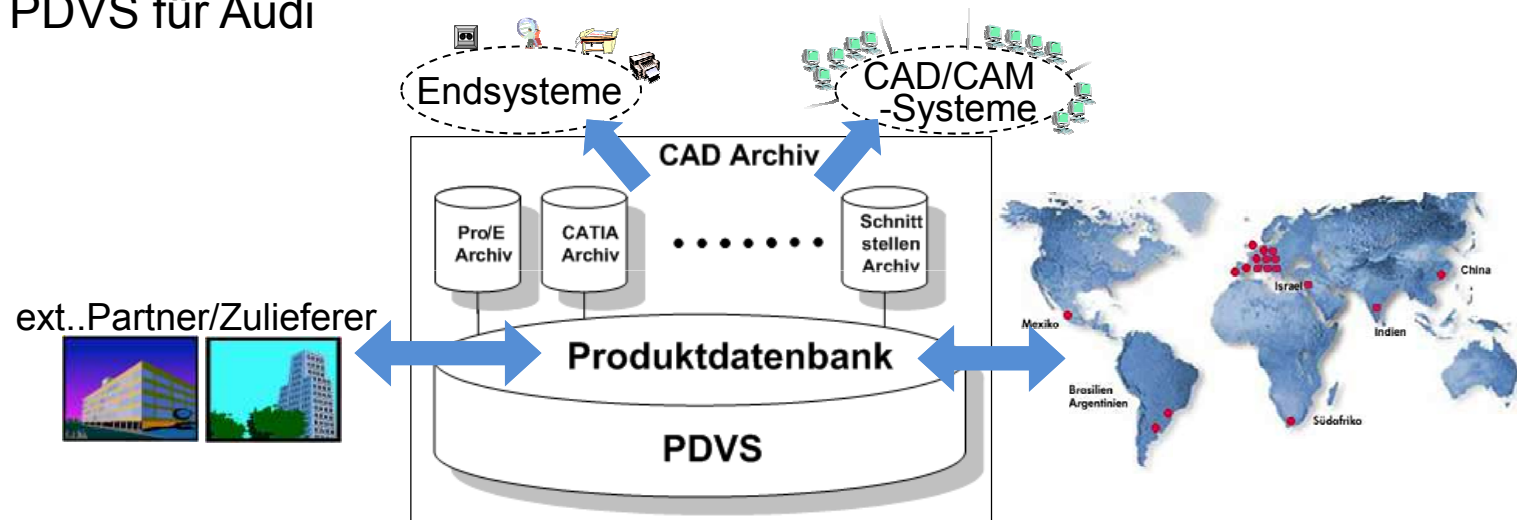 PDVS für Audi
Endsysteme
CAD/CAM
-Systeme
CAD Archiv
Pro/E
Archiv
CATIA
Archiv
Schnitt
stellen
Archiv
ext..Partner/Zulieferer
Produktdatenbank
PDVS
China
Israel
Indien
Mexiko
Brasilien
Argentinien
Südafrika